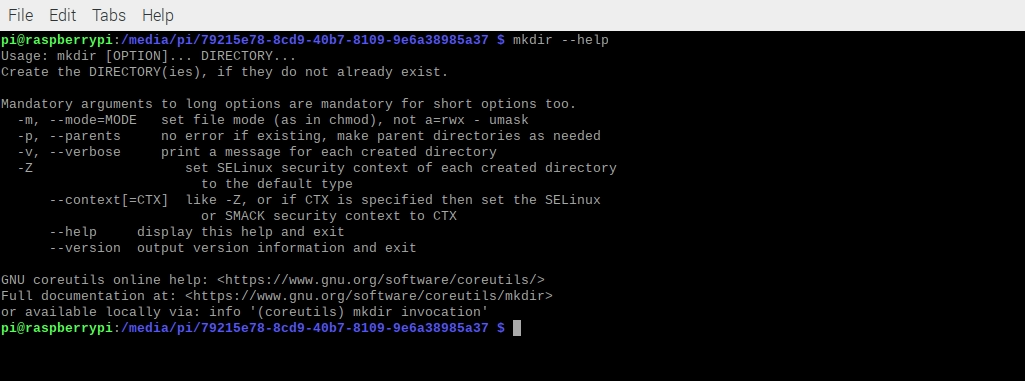 File Edit Tabs Help
pi@raspberrypi:/media/pi/79215e78-8cd9-40b7-8109-9e6a38985a37 $ mkdir --help
Usage: mkdir [OPTION]... DIRECTORY...
Create the DIRECTORY(ies), if they do not already exist.

Mandatory arguments to long options are mandatory for short options too.
  -m, --mode=MODE   set file mode (as in chmod), not a=rwx - umask
  -p, --parents     no error if existing, make parent directories as needed
  -v, --verbose     print a message for each created directory
  -Z                   set SELinux security context of each created directory
                         to the default type
      --context[=CTX]  like -Z, or if CTX is specified then set the SELinux
                         or SMACK security context to CTX
      --help     display this help and exit
      --version  output version information and exit

GNU coreutils online help: <https://www.gnu.org/software/coreutils/>
Full documentation at: <https://www.gnu.org/software/coreutils/mkdir>
or available locally via: info '(coreutils) mkdir invocation'
pi@raspberrypi:/media/pi/79215e78-8cd9-40b7-8109-9e6a38985a37 $